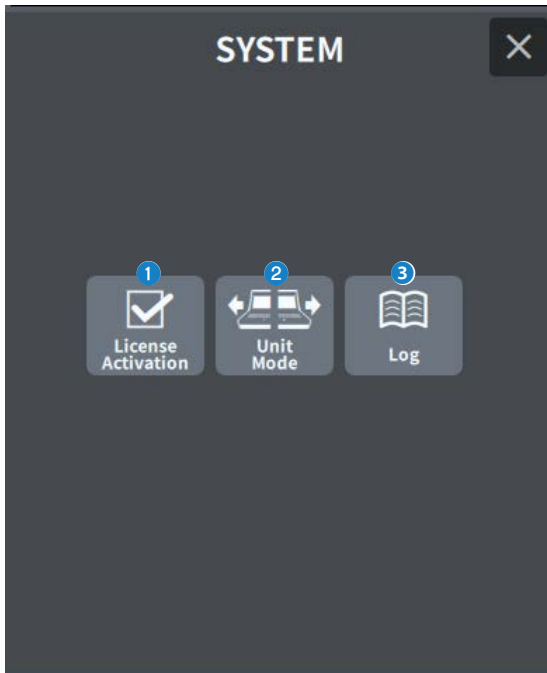 SYSTEM
1
2
3
License
Activation
Unit
Mode
Log